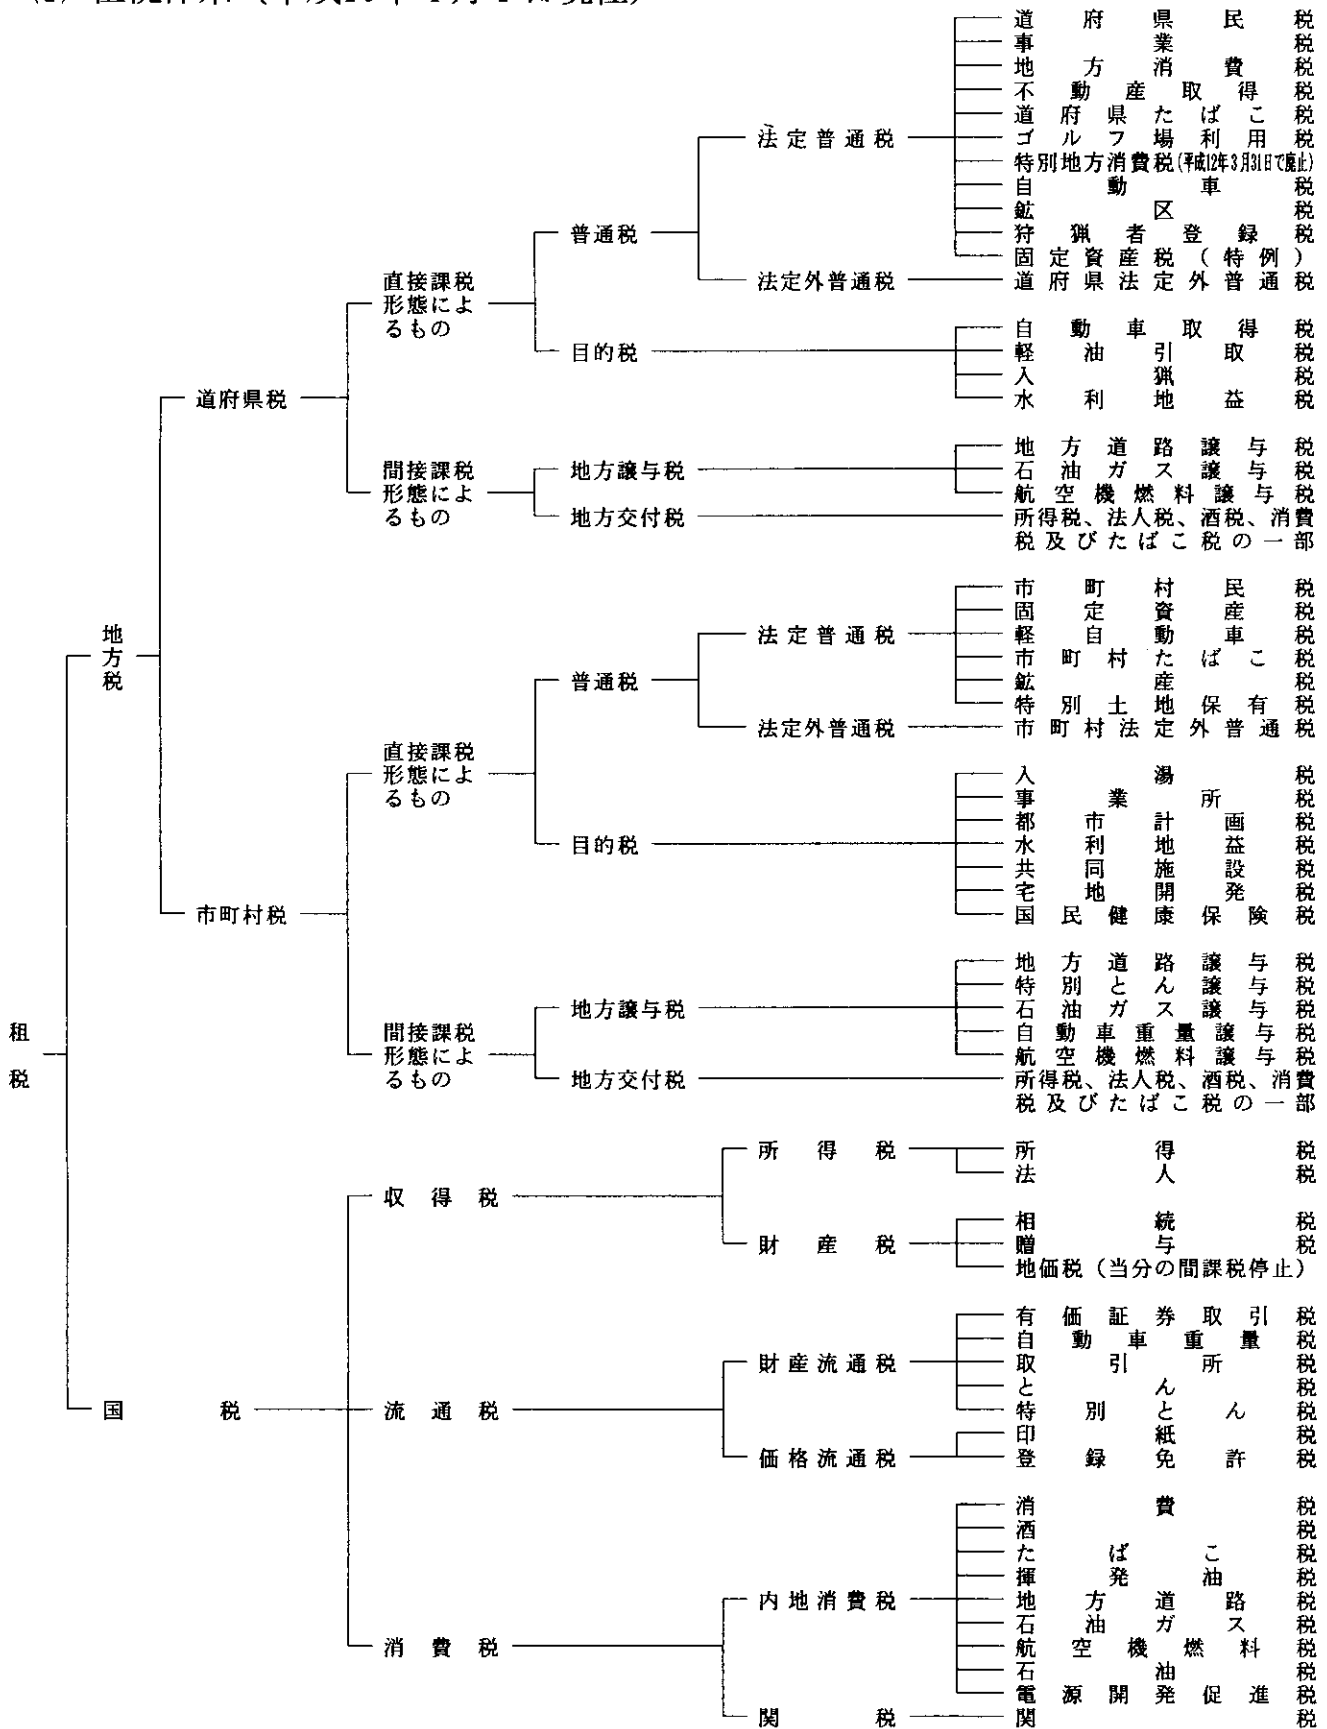 道府県民税
事業税
地方消費税
不動産取得税
道府県たばこ税
法定普通税
ゴルフ場利用税
特別地方消費税(平成12年3月31日で廃止)
自動車税
鉱区税
普通税
狩猟者登録税
固定資産税(特例)
直接課税
形態によ
るもの
法定外普通税
道府県法定外普通税
自動車取得税
目的税
軽油引取税
入猟税
道府県税
水利地益税
地方道路譲与税
間接課税
形態によ
るもの
地方譲与税
石油ガス譲与税
航空機燃料譲与税
地方交付税
所得税、法人税、酒税、消費
税及びたばこ税の一部
市町村民税
固定資産税
地方税
法定普通税
軽自動車税
市町村たばこ税
普通税
鉱産税
特別土地保有税
法定外普通税
市町村法定外普通税
直接課税
形態によ
るもの
入湯税
事業所税
都市計画税
目的税
水利地益税
共同施設税
宅地開発税
市町村税
国民健康保険税
地方道路譲与税
特別とん譲与税
地方譲与税
石油ガス譲与税
租税
間接課税
形態によ
るもの
自動車重量譲与税
航空機燃料譲与税
地方交付税
所得税、法人税、酒税、消費
税及びたばこ税の一部
所得税
所得税
法人税
収得税
相続税
財産税
贈与税
地価税(当分の間課税停止)
有価証券取引税
自動車重量税
財産流通税
取引所税
とん税
国税
流通税
特別とん税
印紙税
価格流通税
登録免許税
消費税
酒税
たばこ税
揮発油税
内地消費税
地方道路税
石油ガス税
消費税
航空機燃料税
石油税
電源開発促進税
関税
関税